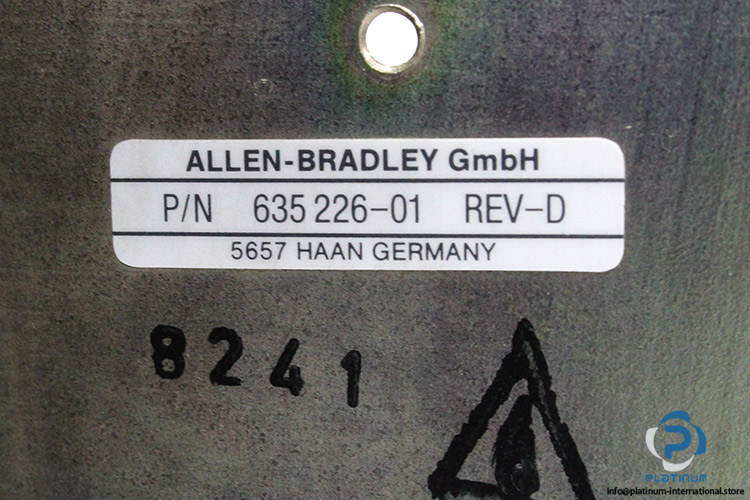 ALLEN-BRADLEY GmbH
P/N 635 226-01 REV-D
5657 HAAN GERMANY
8241
PLATINUM
info@platinum-international.store